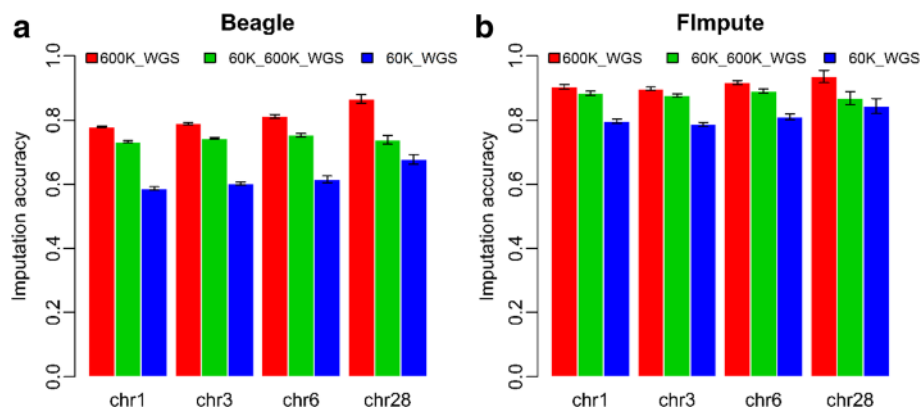 a
Beagle
600K_WGS 60K_600K_WGS 60K_WGS
Imputation accuracy
1.0
0.8
0.6
0.4
0.2
0.0
chr1 chr3 chr6 chr28
b
FImpute
600K_WGS 60K_600K_WGS 60K_WGS
Imputation accuracy
1.0
0.8
0.6
0.4
0.2
0.0
chr1 chr3 chr6 chr28